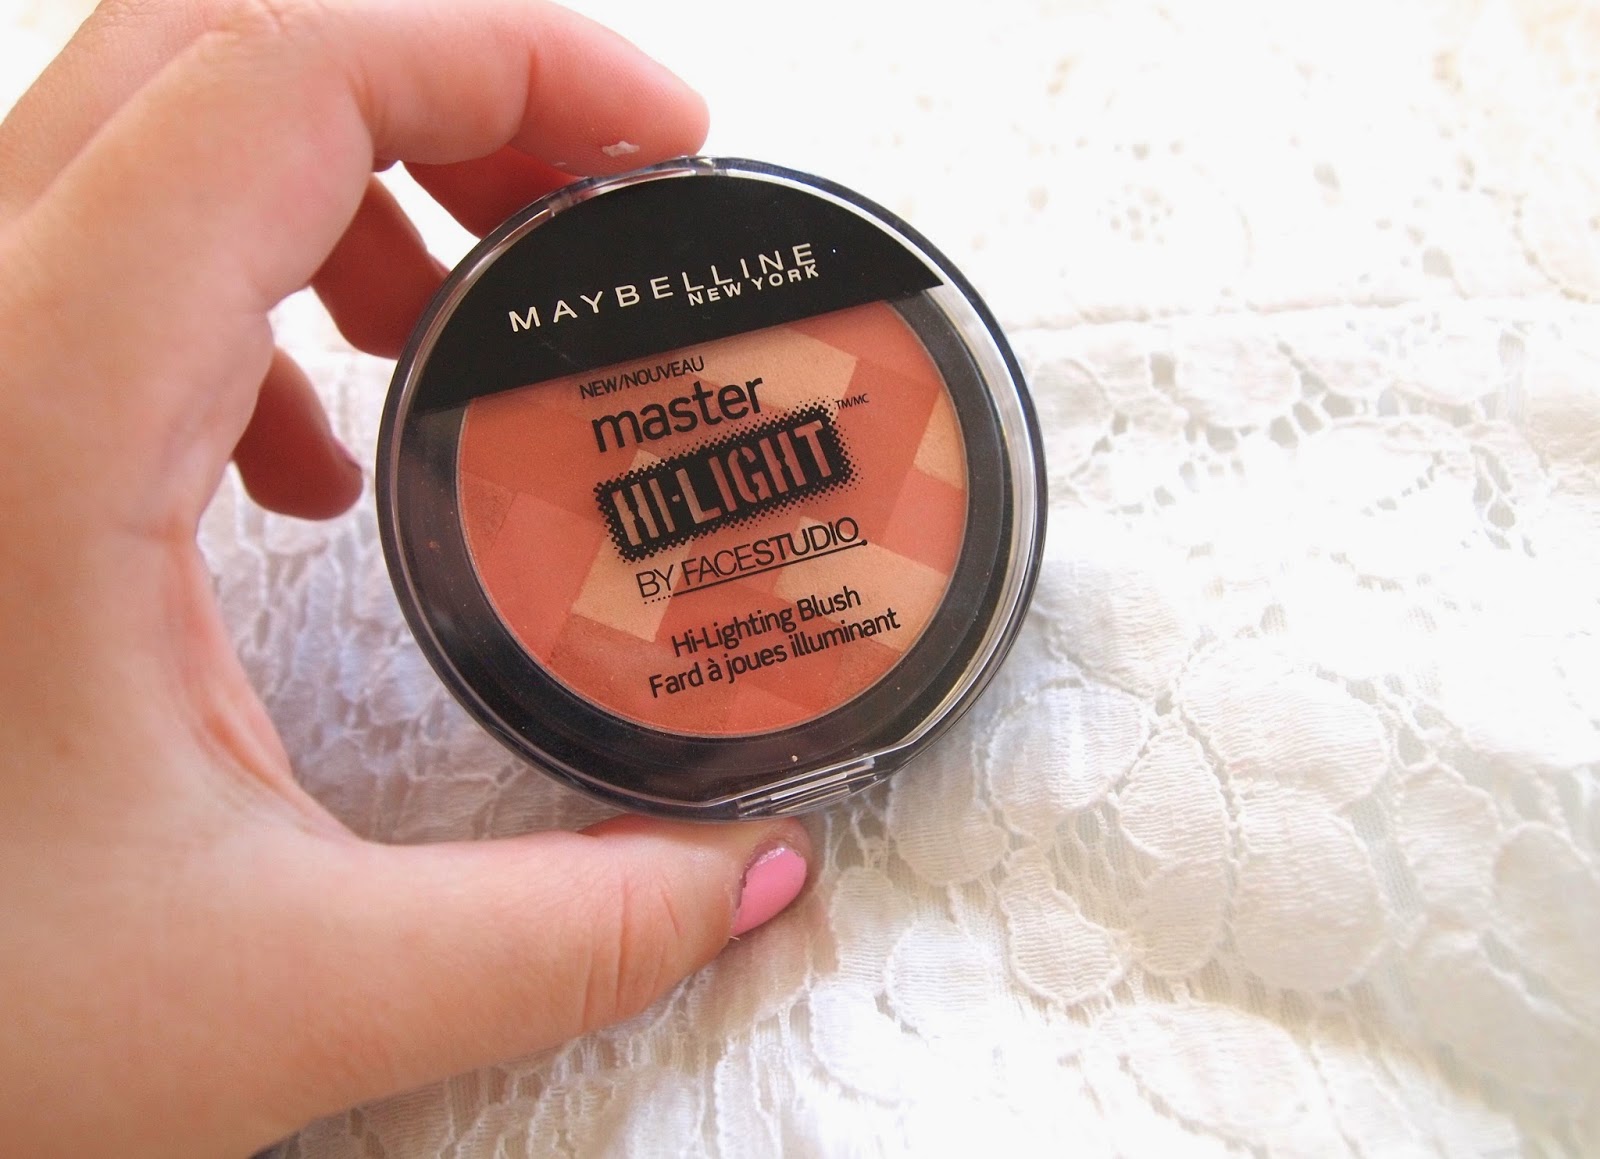 MAYBELLINE
NEW YORK
NEW/NOUVEAU
master
HI-LIGHT TM/MC
BY FACESTUDIO
Hi-Lighting Blush
Fard à joues illuminant